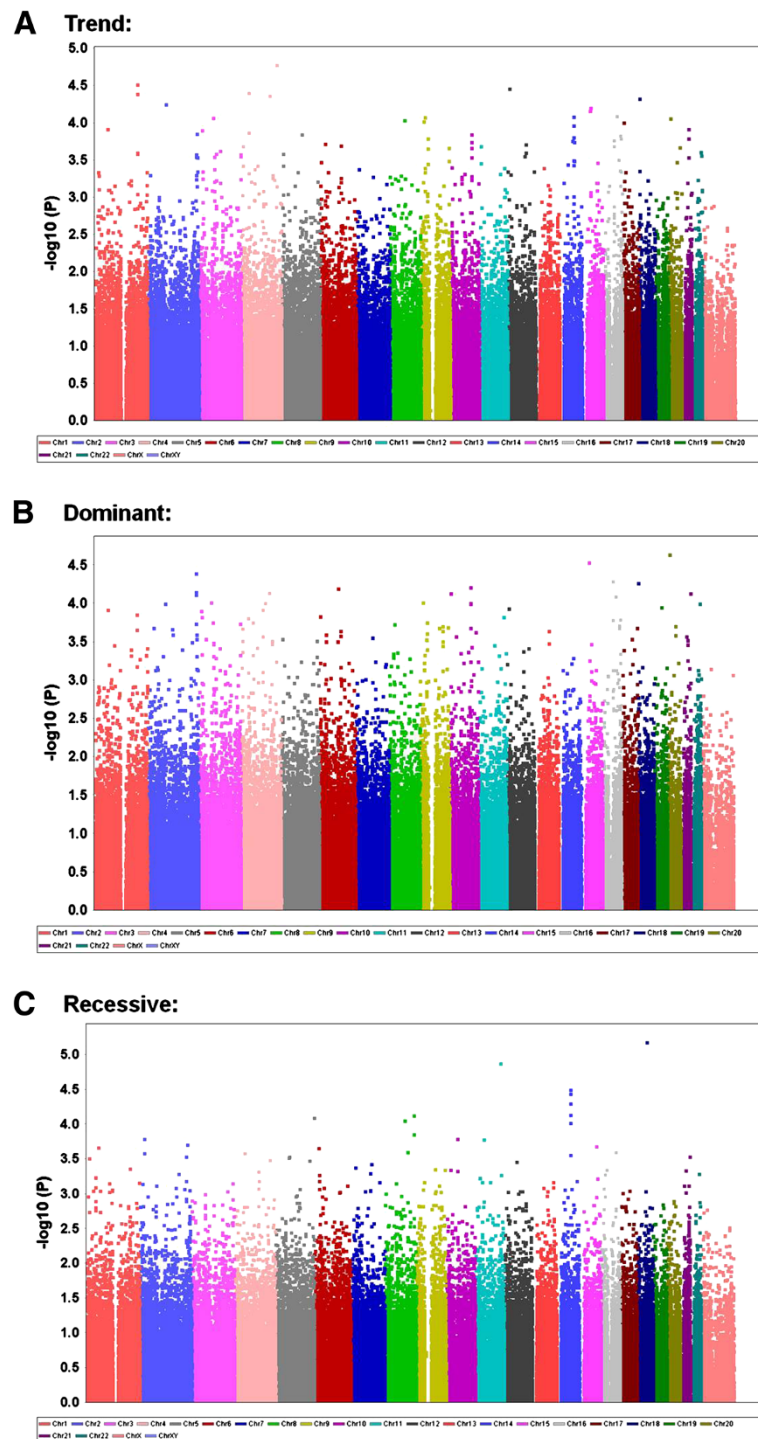 A Trend:
5.0
4.5
4.0
3.5
3.0
2.5
2.0
1.5
1.0
0.5
0.0
-log10 (P)
Chr1 Chr2 Chr3 Chr4 Chr5 Chr6 Chr7 Chr8 Chr9 Chr10 Chr11 Chr12 Chr13 Chr14 Chr15 Chr16 Chr17 Chr18 Chr19 Chr20
Chr21 Chr22 ChrX ChrXY
B Dominant:
4.5
4.0
3.5
3.0
2.5
2.0
1.5
1.0
0.5
0.0
-log10 (P)
Chr1 Chr2 Chr3 Chr4 Chr5 Chr6 Chr7 Chr8 Chr9 Chr10 Chr11 Chr12 Chr13 Chr14 Chr15 Chr16 Chr17 Chr18 Chr19 Chr20
Chr21 Chr22 ChrX ChrXY
C Recessive:
5.0
4.5
4.0
3.5
3.0
2.5
2.0
1.5
1.0
0.5
0.0
-log10 (P)
Chr1 Chr2 Chr3 Chr4 Chr5 Chr6 Chr7 Chr8 Chr9 Chr10 Chr11 Chr12 Chr13 Chr14 Chr15 Chr16 Chr17 Chr18 Chr19 Chr20
Chr21 Chr22 ChrX ChrXY